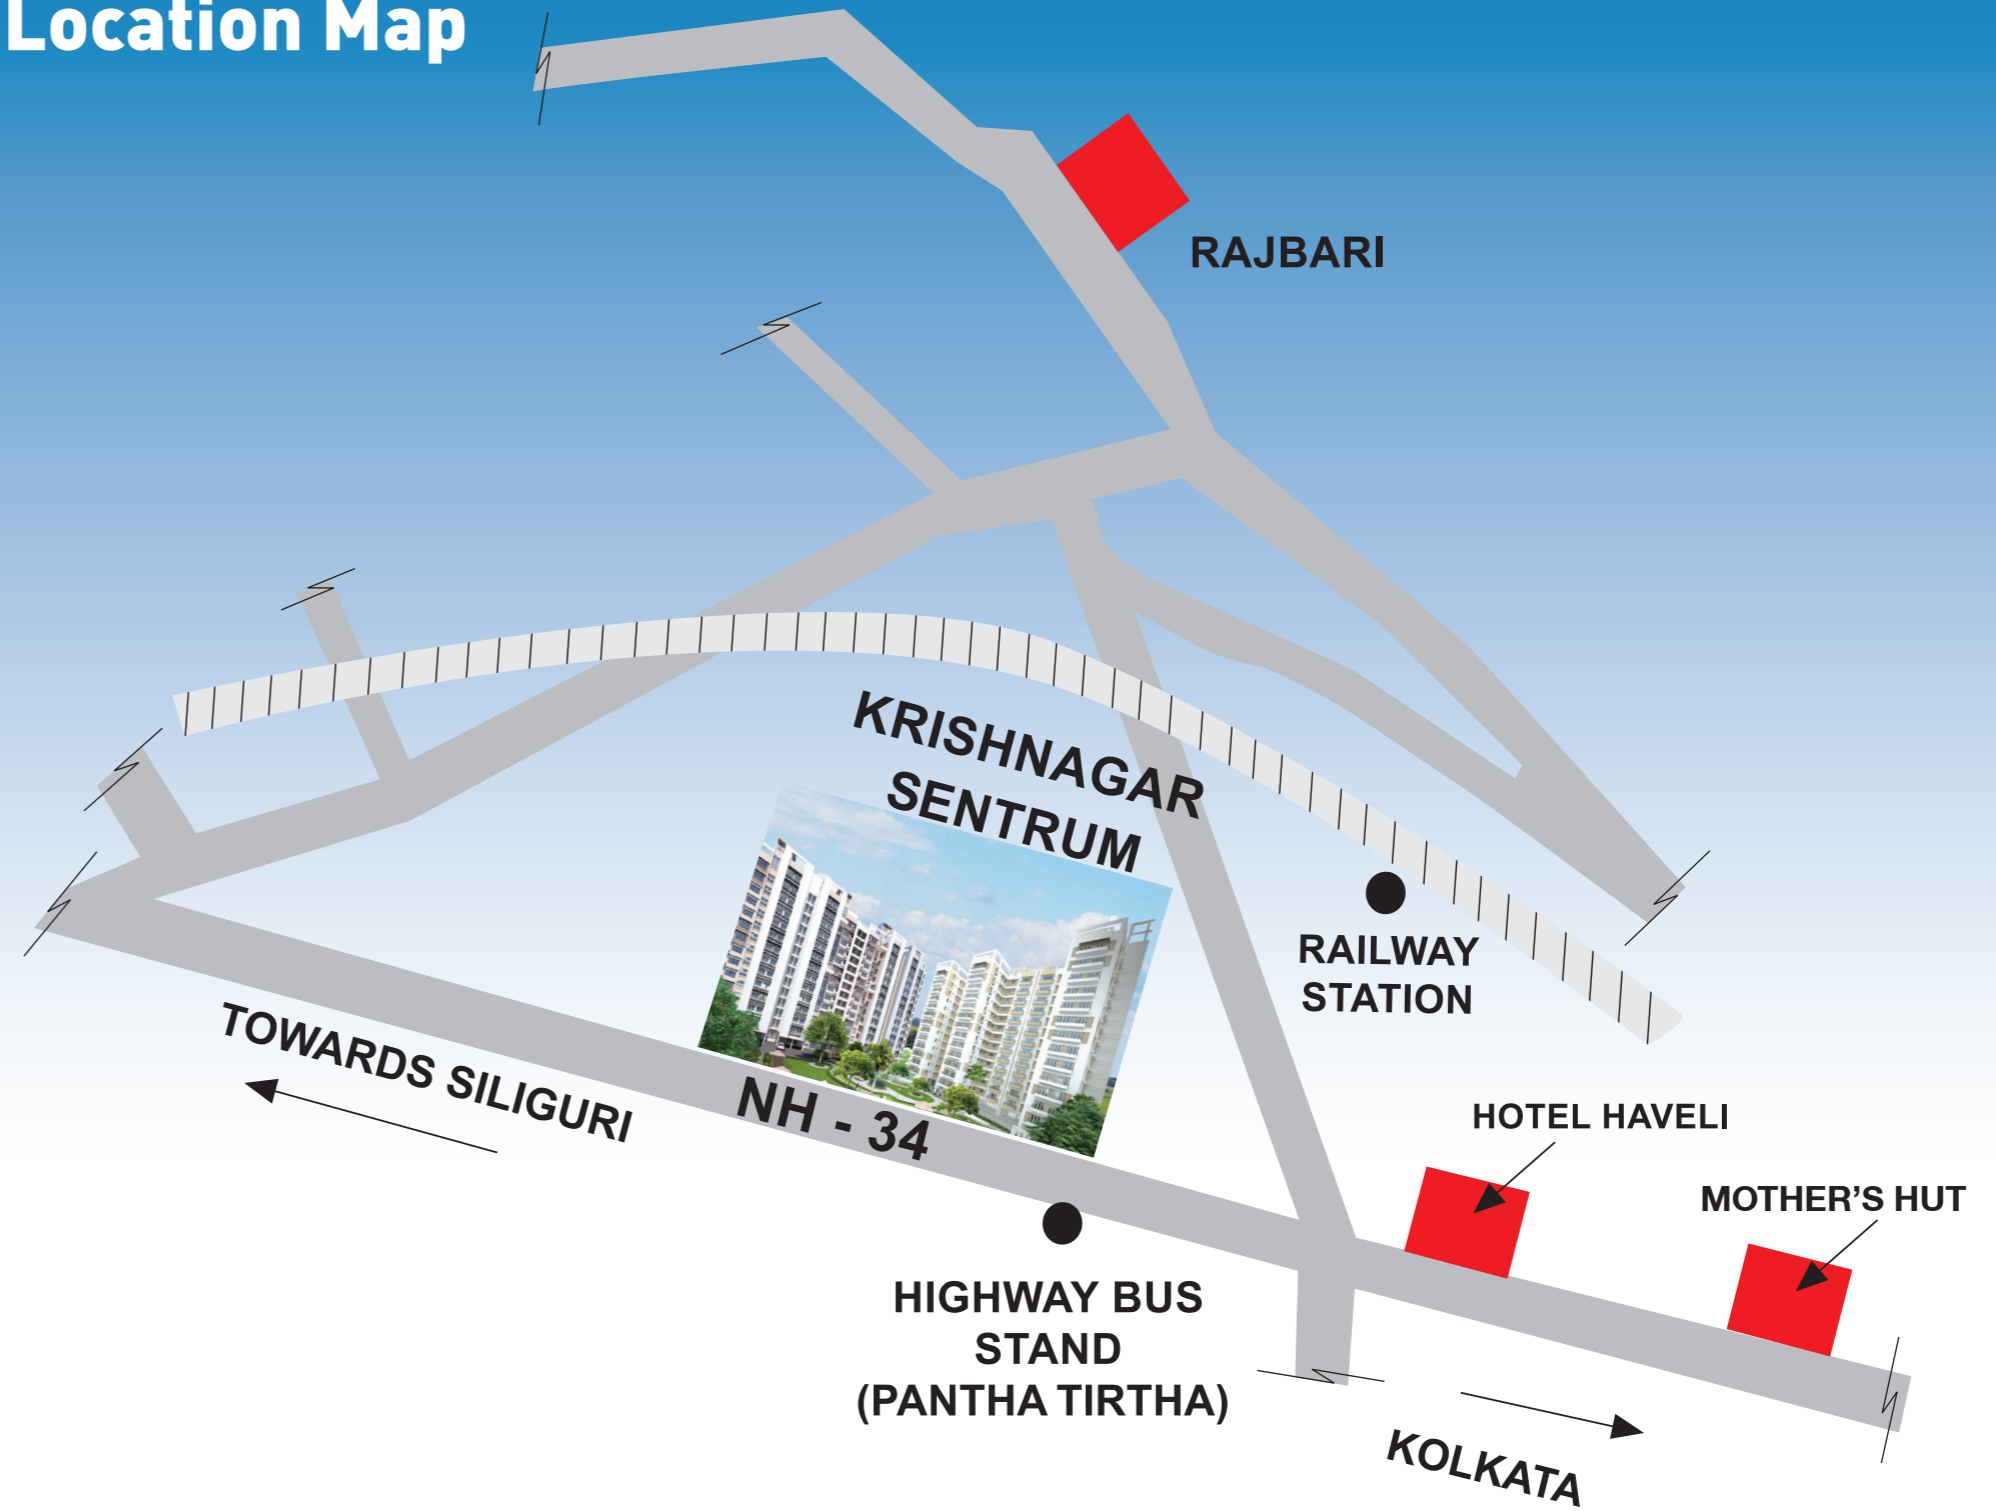 Location Map
RAJBARI
KRISHNAGAR
SENTRUM
RAILWAY
STATION
TOWARDS SILIGURI
NH - 34
HOTEL HAVELI
MOTHER'S HUT
HIGHWAY BUS
STAND
(PANTHA TIRTHA)
KOLKATA